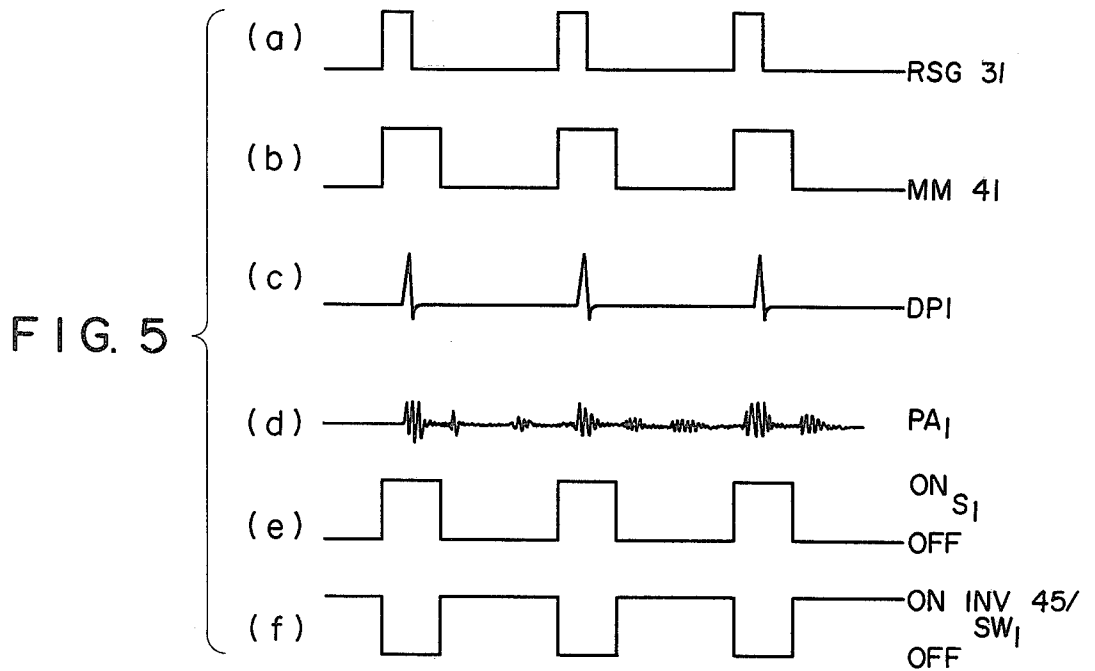 FIG. 5
(a)
RSG 31
(b)
MM 41
(c)
DP1
(d)
PA1
(e)
ON
S1
OFF
(f)
ON INV 45/
SW1
OFF